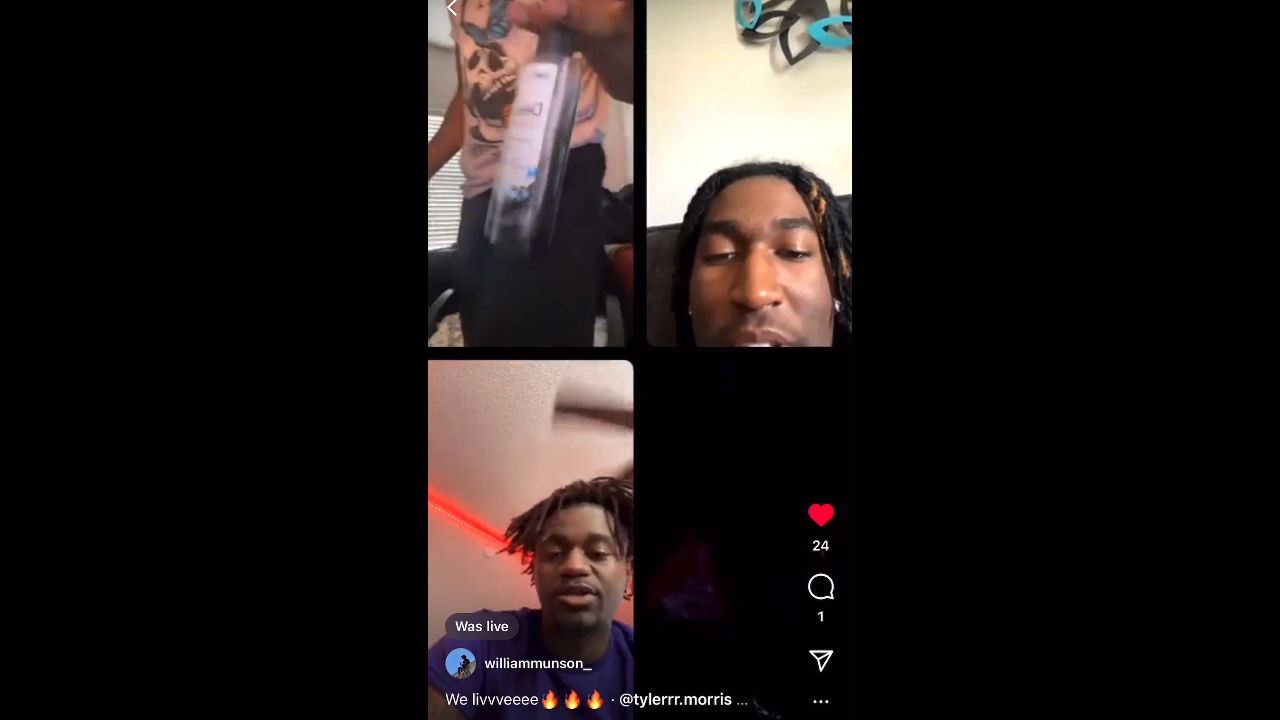 Was live
24
1
williammunson_
We livvveeee🔥🔥🔥 · @tylerrr.morris ...